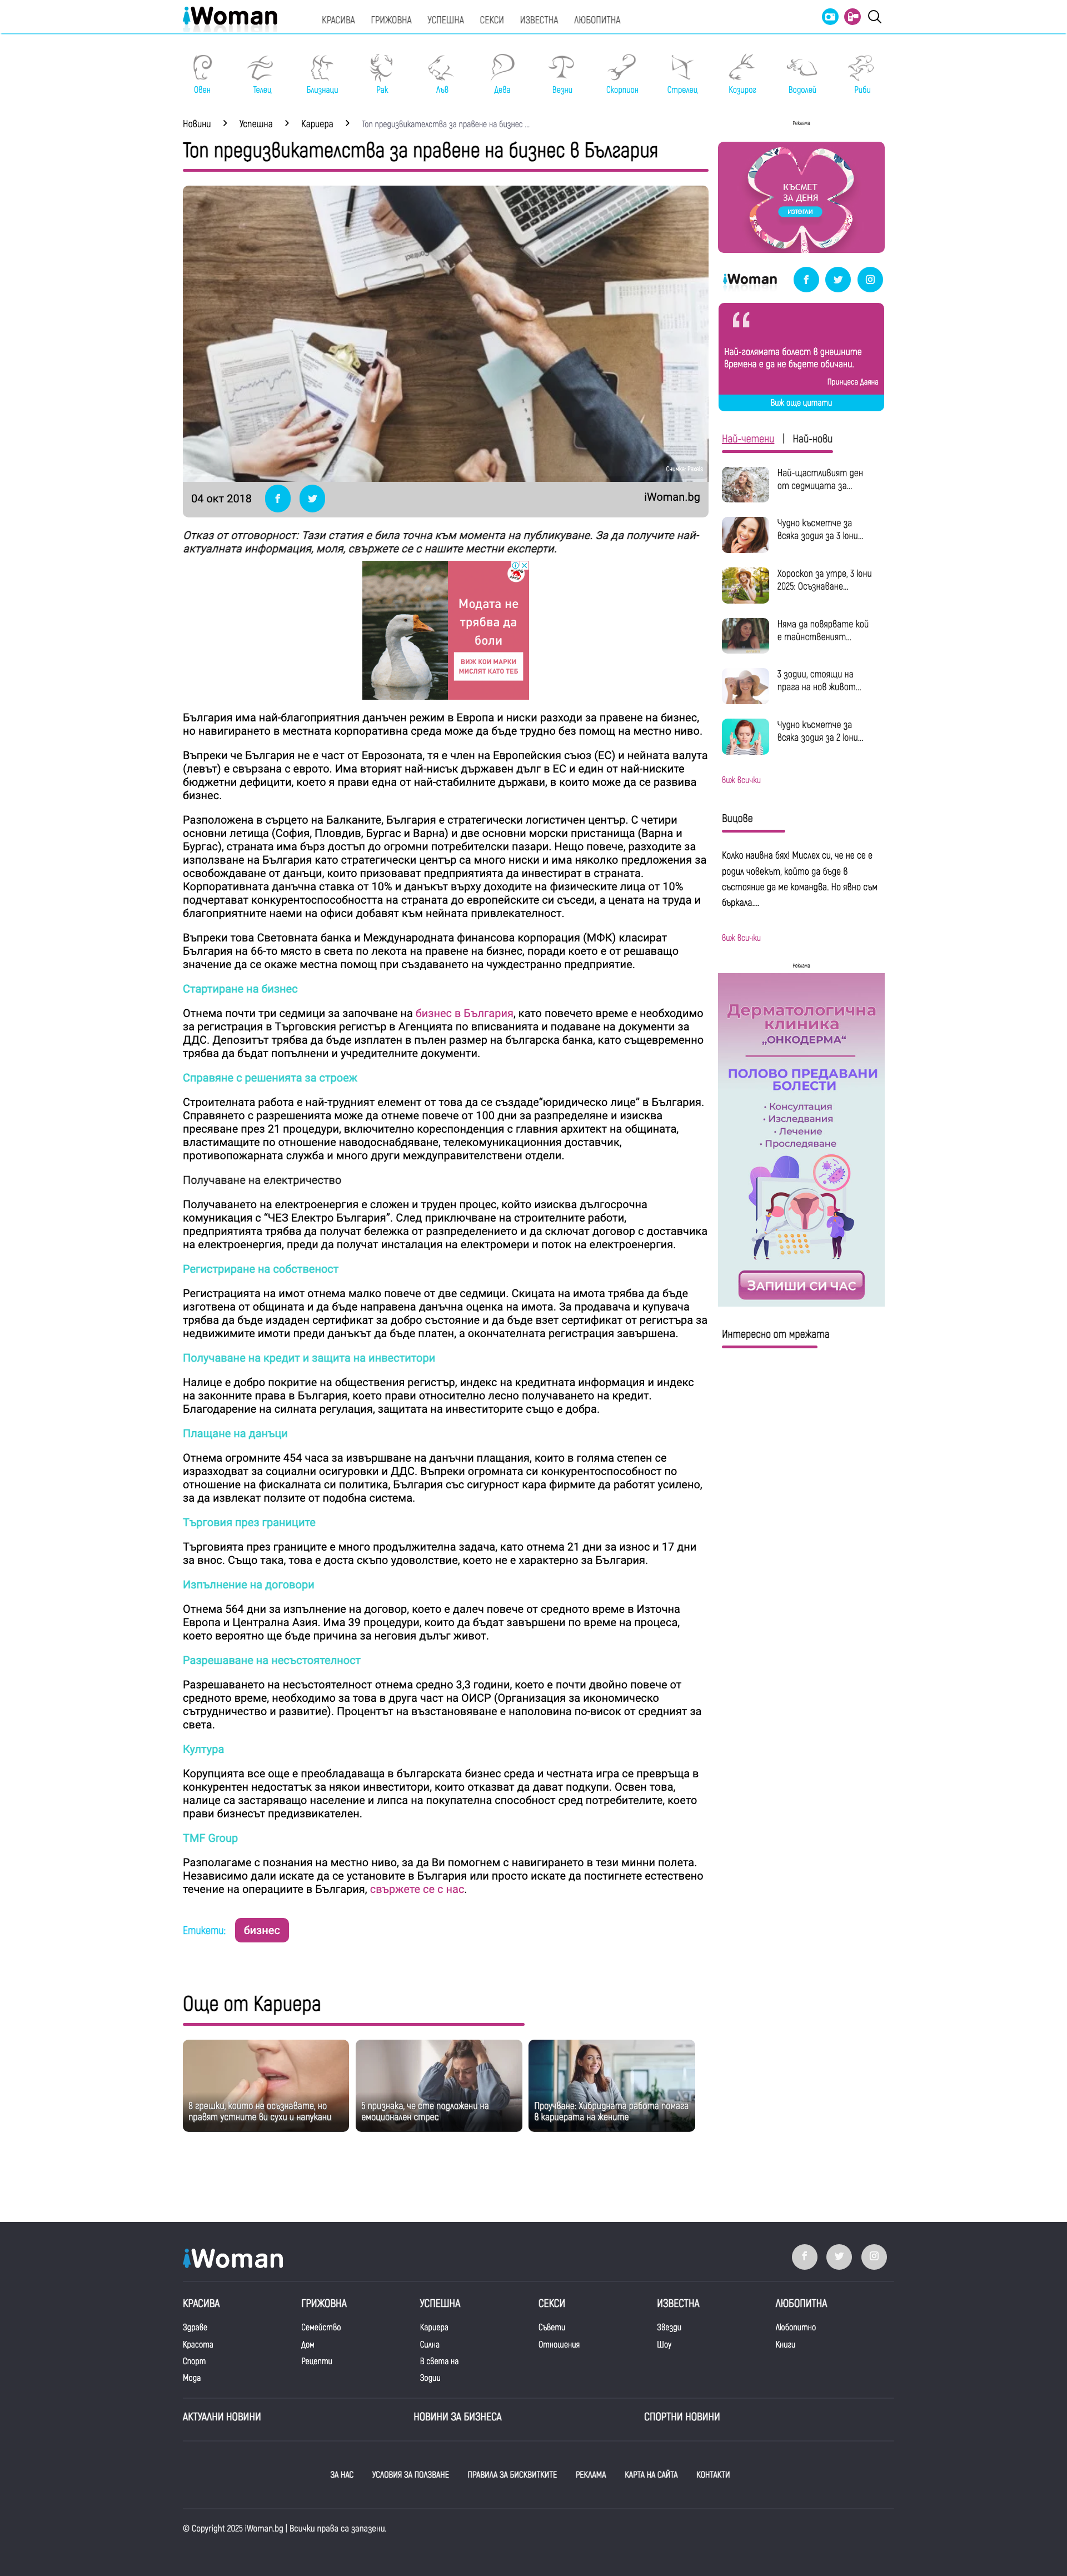 iWoman
КРАСИВА ГРИЖОВНА УСПЕШНА СЕКСИ ИЗВЕСТНА ЛЮБОПИТНА
Овен Телец Близнаци Рак Лъв Дева Везни Скорпион Стрелец Козирог Водолей Риби
Новини > Успешна > Кариера > Топ предизвикателства за правене на бизнес ...
Топ предизвикателства за правене на бизнес в България
Снимка: Pexels
04 окт 2018
iWoman.bg
Отказ от отговорност: Тази статия е била точна към момента на публикуване. За да получите най-
актуалната информация, моля, свържете се с нашите местни експерти.
Модата не
трябва да
боли
ВИЖ КОИ МАРКИ
МИСЛЯТ КАТО ТЕБ
България има най-благоприятния данъчен режим в Европа и ниски разходи за правене на бизнес,
но навигирането в местната корпоративна среда може да бъде трудно без помощ на местно ниво.
Въпреки че България не е част от Еврозоната, тя е член на Европейския съюз (ЕС) и нейната валута
(левът) е свързана с еврото. Има вторият най-нисък държавен дълг в ЕС и един от най-ниските
бюджетни дефицити, което я прави една от най-стабилните държави, в които може да се развива
бизнес.
Разположена в сърцето на Балканите, България е стратегически логистичен център. С четири
основни летища (София, Пловдив, Бургас и Варна) и две основни морски пристанища (Варна и
Бургас), страната има бърз достъп до огромни потребителски пазари. Нещо повече, разходите за
използване на България като стратегически център са много ниски и има няколко предложения за
освобождаване от данъци, които призовават предприятията да инвестират в страната.
Корпоративната данъчна ставка от 10% и данъкът върху доходите на физическите лица от 10%
подчертават конкурентоспособността на страната до европейските си съседи, а цената на труда и
благоприятните наеми на офиси добавят към нейната привлекателност.
Въпреки това Световната банка и Международната финансова корпорация (МФК) класират
България на 66-то място в света по лекота на правене на бизнес, поради което е от решаващо
значение да се окаже местна помощ при създаването на чуждестранно предприятие.
Стартиране на бизнес
Отнема почти три седмици за започване на бизнес в България, като повечето време е необходимо
за регистрация в Търговския регистър в Агенцията по вписванията и подаване на документи за
ДДС. Депозитът трябва да бъде изплатен в пълен размер на българска банка, като същевременно
трябва да бъдат попълнени и учредителните документи.
Справяне с решенията за строеж
Строителната работа е най-трудният елемент от това да се създаде“юридическо лице“ в България.
Справянето с разрешенията може да отнеме повече от 100 дни за разпределяне и изисква
пресяване през 21 процедури, включително кореспонденция с главния архитект на общината,
властимащите по отношение наводоснабдяване, телекомуникационния доставчик,
противопожарната служба и много други междуправителствени отдели.
Получаване на електричество
Получаването на електроенергия е сложен и труден процес, който изисква дългосрочна
комуникация с “ЧЕЗ Електро България”. След приключване на строителните работи,
предприятията трябва да получат бележка от разпределението и да сключат договор с доставчика
на електроенергия, преди да получат инсталация на електромери и поток на електроенергия.
Регистриране на собственост
Регистрацията на имот отнема малко повече от две седмици. Скицата на имота трябва да бъде
изготвена от общината и да бъде направена данъчна оценка на имота. За продавача и купувача
трябва да бъде издаден сертификат за добро състояние и да бъде взет сертификат от регистъра за
недвижимите имоти преди данъкът да бъде платен, а окончателната регистрация завършена.
Получаване на кредит и защита на инвеститори
Налице е добро покритие на обществения регистър, индекс на кредитната информация и индекс
на законните права в България, което прави относително лесно получаването на кредит.
Благодарение на силната регулация, защитата на инвеститорите също е добра.
Плащане на данъци
Отнема огромните 454 часа за извършване на данъчни плащания, които в голяма степен се
изразходват за социални осигуровки и ДДС. Въпреки огромната си конкурентоспособност по
отношение на фискалната си политика, България със сигурност кара фирмите да работят усилено,
за да извлекат ползите от подобна система.
Търговия през границите
Търговията през границите е много продължителна задача, като отнема 21 дни за износ и 17 дни
за внос. Също така, това е доста скъпо удоволствие, което не е характерно за България.
Изпълнение на договори
Отнема 564 дни за изпълнение на договор, което е далеч повече от средното време в Източна
Европа и Централна Азия. Има 39 процедури, които да бъдат завършени по време на процеса,
което вероятно ще бъде причина за неговия дълъг живот.
Разрешаване на несъстоятелност
Разрешаването на несъстоятелност отнема средно 3,3 години, което е почти двойно повече от
средното време, необходимо за това в друга част на ОИСР (Организация за икономическо
сътрудничество и развитие). Процентът на възстановяване е наполовина по-висок от средният за
света.
Култура
Корупцията все още е преобладаваща в българската бизнес среда и честната игра се превръща в
конкурентен недостатък за някои инвеститори, които отказват да дават подкупи. Освен това,
налице са застаряващо население и липса на покупателна способност сред потребителите, което
прави бизнесът предизвикателен.
TMF Group
Разполагаме с познания на местно ниво, за да Ви помогнем с навигирането в тези минни полета.
Независимо дали искате да се установите в България или просто искате да постигнете естествено
течение на операциите в България, свържете се с нас.
Етикети: бизнес
Още от Кариера
8 грешки, които не осъзнавате, но
правят устните ви сухи и напукани
5 признака, че сте подложени на
емоционален стрес
Проучване: Хибридната работа помага
в кариерата на жените
Реклама
КЪСМЕТ
ЗА ДЕНЯ
ИЗТЕГЛИ
iWoman
“
Най-голямата болест в днешните
времена е да не бъдете обичани.
Принцеса Даяна
Виж още цитати
Най-четени | Най-нови
Най-щастливият ден
от седмицата за...
Чудно късметче за
всяка зодия за 3 юни...
Хороскоп за утре, 3 юни
2025: Осъзнаване...
Няма да повярвате кой
е тайнственият...
3 зодии, стоящи на
прага на нов живот...
Чудно късметче за
всяка зодия за 2 юни...
виж всички
Вицове
Колко наивна бях! Мислех си, че не се е
родил човекът, който да бъде в
състояние да ме командва. Но явно съм
бъркала....
виж всички
Реклама
Дерматологична
клиника
„ОНКОДЕРМА“
ПОЛОВО ПРЕДАВАНИ
БОЛЕСТИ
• Консултация
• Изследвания
• Лечение
• Проследяване
ЗАПИШИ СИ ЧАС
Интересно от мрежата
iWoman
КРАСИВА ГРИЖОВНА УСПЕШНА СЕКСИ ИЗВЕСТНА ЛЮБОПИТНА
Здраве Семейство Кариера Съвети Звезди Любопитно
Красота Дом Силна Отношения Шоу Книги
Спорт Рецепти В света на
Мода Зодии
АКТУАЛНИ НОВИНИ НОВИНИ ЗА БИЗНЕСА СПОРТНИ НОВИНИ
ЗА НАС УСЛОВИЯ ЗА ПОЛЗВАНЕ ПРАВИЛА ЗА БИСКВИТКИТЕ РЕКЛАМА КАРТА НА САЙТА КОНТАКТИ
© Copyright 2025 iWoman.bg | Всички права са запазени.